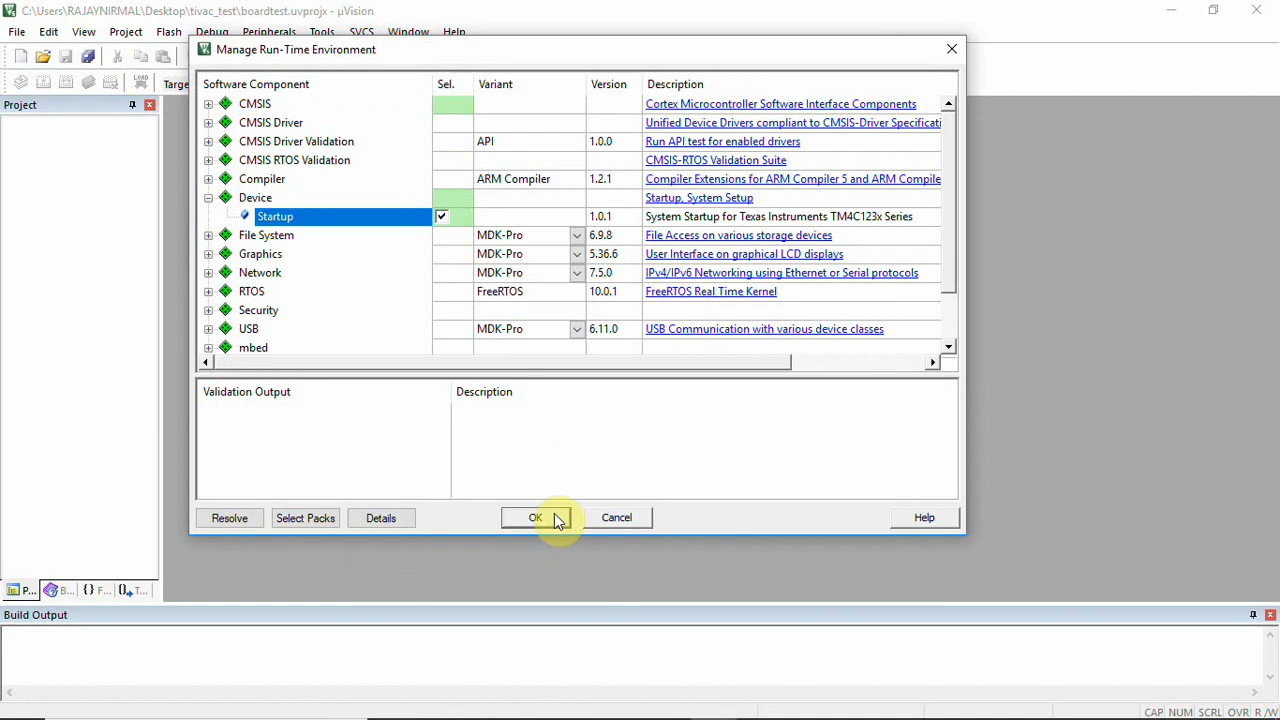 C:\Users\RAJAYNIRMAL\Desktop\tivac_test\boardtest.uvprojx - µVision
File Edit View Project Flash Debug Peripherals Tools SVCS Window Help
LOAD Targe
Project
Manage Run-Time Environment
Software Component Sel. Variant Version Description
CMSIS Cortex Microcontroller Software Interface Components
CMSIS Driver Unified Device Drivers compliant to CMSIS-Driver Specificati
CMSIS Driver Validation API 1.0.0 Run API test for enabled drivers
CMSIS RTOS Validation CMSIS-RTOS Validation Suite
Compiler ARM Compiler 1.2.1 Compiler Extensions for ARM Compiler 5 and ARM Compile
Device Startup, System Setup
Startup 1.0.1 System Startup for Texas Instruments TM4C123x Series
File System MDK-Pro 6.9.8 File Access on various storage devices
Graphics MDK-Pro 5.36.6 User Interface on graphical LCD displays
Network MDK-Pro 7.5.0 IPv4/IPv6 Networking using Ethernet or Serial protocols
RTOS FreeRTOS 10.0.1 FreeRTOS Real Time Kernel
Security
USB MDK-Pro 6.11.0 USB Communication with various device classes
mbed
Validation Output Description
Resolve Select Packs Details OK Cancel Help
P... B... {} F... T...
Build Output
CAP NUM SCRL OVR R /W